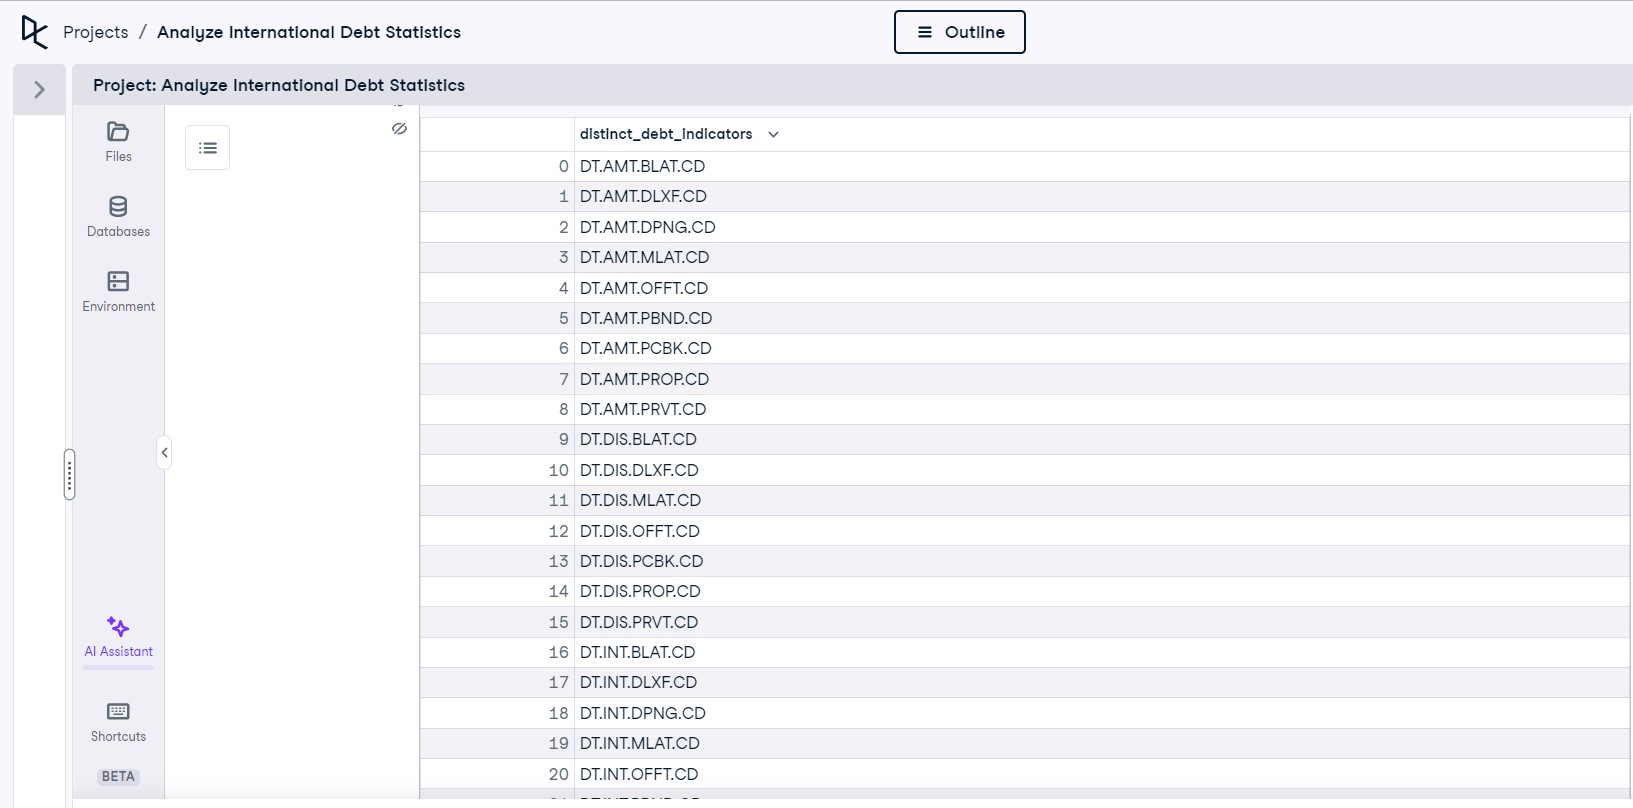 Projects / Analyze International Debt Statistics
Outline
Project: Analyze International Debt Statistics
Files
Databases
Environment
AI Assistant
Shortcuts
BETA
distinct_debt_indicators
0 DT.AMT.BLAT.CD
1 DT.AMT.DLXF.CD
2 DT.AMT.DPNG.CD
3 DT.AMT.MLAT.CD
4 DT.AMT.OFFT.CD
5 DT.AMT.PBND.CD
6 DT.AMT.PCBK.CD
7 DT.AMT.PROP.CD
8 DT.AMT.PRVT.CD
9 DT.DIS.BLAT.CD
10 DT.DIS.DLXF.CD
11 DT.DIS.MLAT.CD
12 DT.DIS.OFFT.CD
13 DT.DIS.PCBK.CD
14 DT.DIS.PROP.CD
15 DT.DIS.PRVT.CD
16 DT.INT.BLAT.CD
17 DT.INT.DLXF.CD
18 DT.INT.DPNG.CD
19 DT.INT.MLAT.CD
20 DT.INT.OFFT.CD